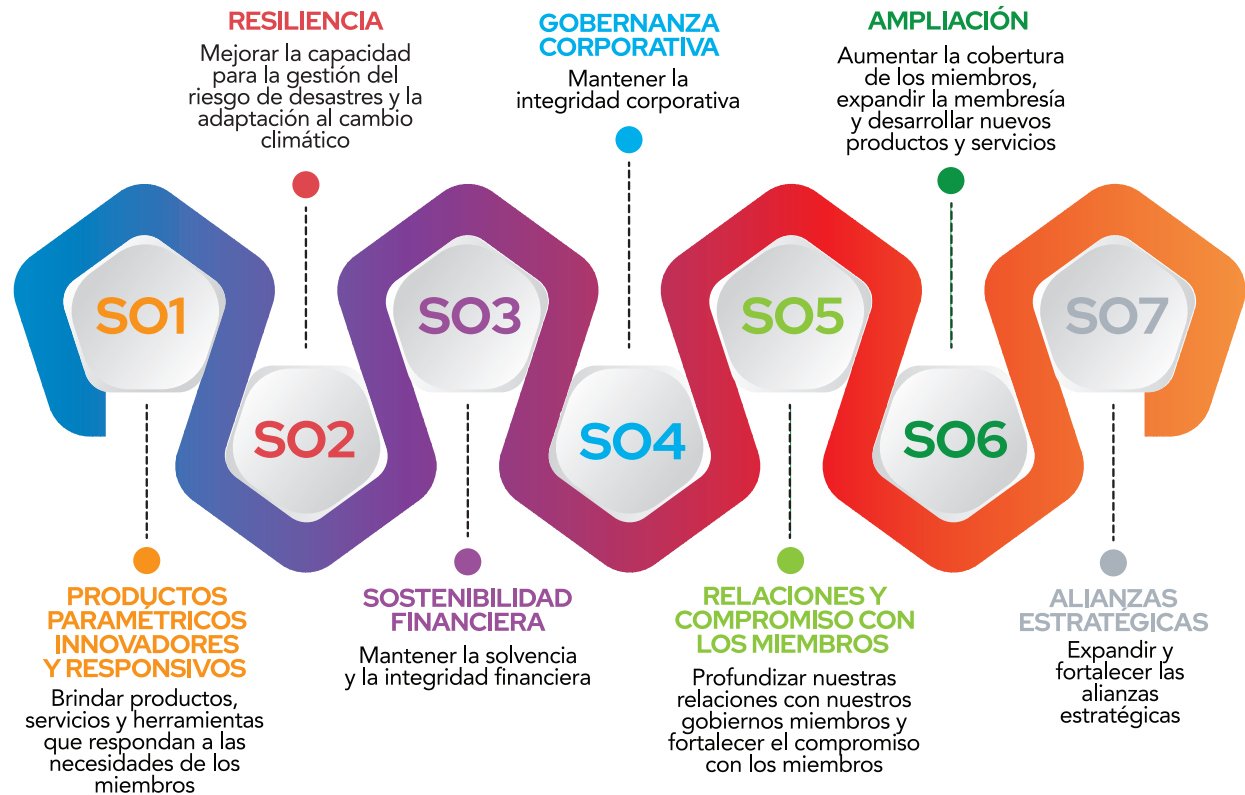 RESILIENCIA
Mejorar la capacidad
para la gestión del
riesgo de desastres y la
adaptación al cambio
climático
GOBERNANZA
CORPORATIVA
Mantener la
integridad corporativa
AMPLIACIÓN
Aumentar la cobertura
de los miembros,
expandir la membresía
y desarrollar nuevos
productos y servicios
SO1
SO2
SO3
SO4
SO5
SO6
SO7
PRODUCTOS
PARAMÉTRICOS
INNOVADORES
Y RESPONSIVOS
Brindar productos,
servicios y herramientas
que respondan a las
necesidades de los
miembros
SOSTENIBILIDAD
FINANCIERA
Mantener la solvencia
y la integridad financiera
RELACIONES Y
COMPROMISO CON
LOS MIEMBROS
Profundizar nuestras
relaciones con nuestros
gobiernos miembros y
fortalecer el compromiso
con los miembros
ALIANZAS
ESTRATÉGICAS
Expandir y
fortalecer las
alianzas
estratégicas